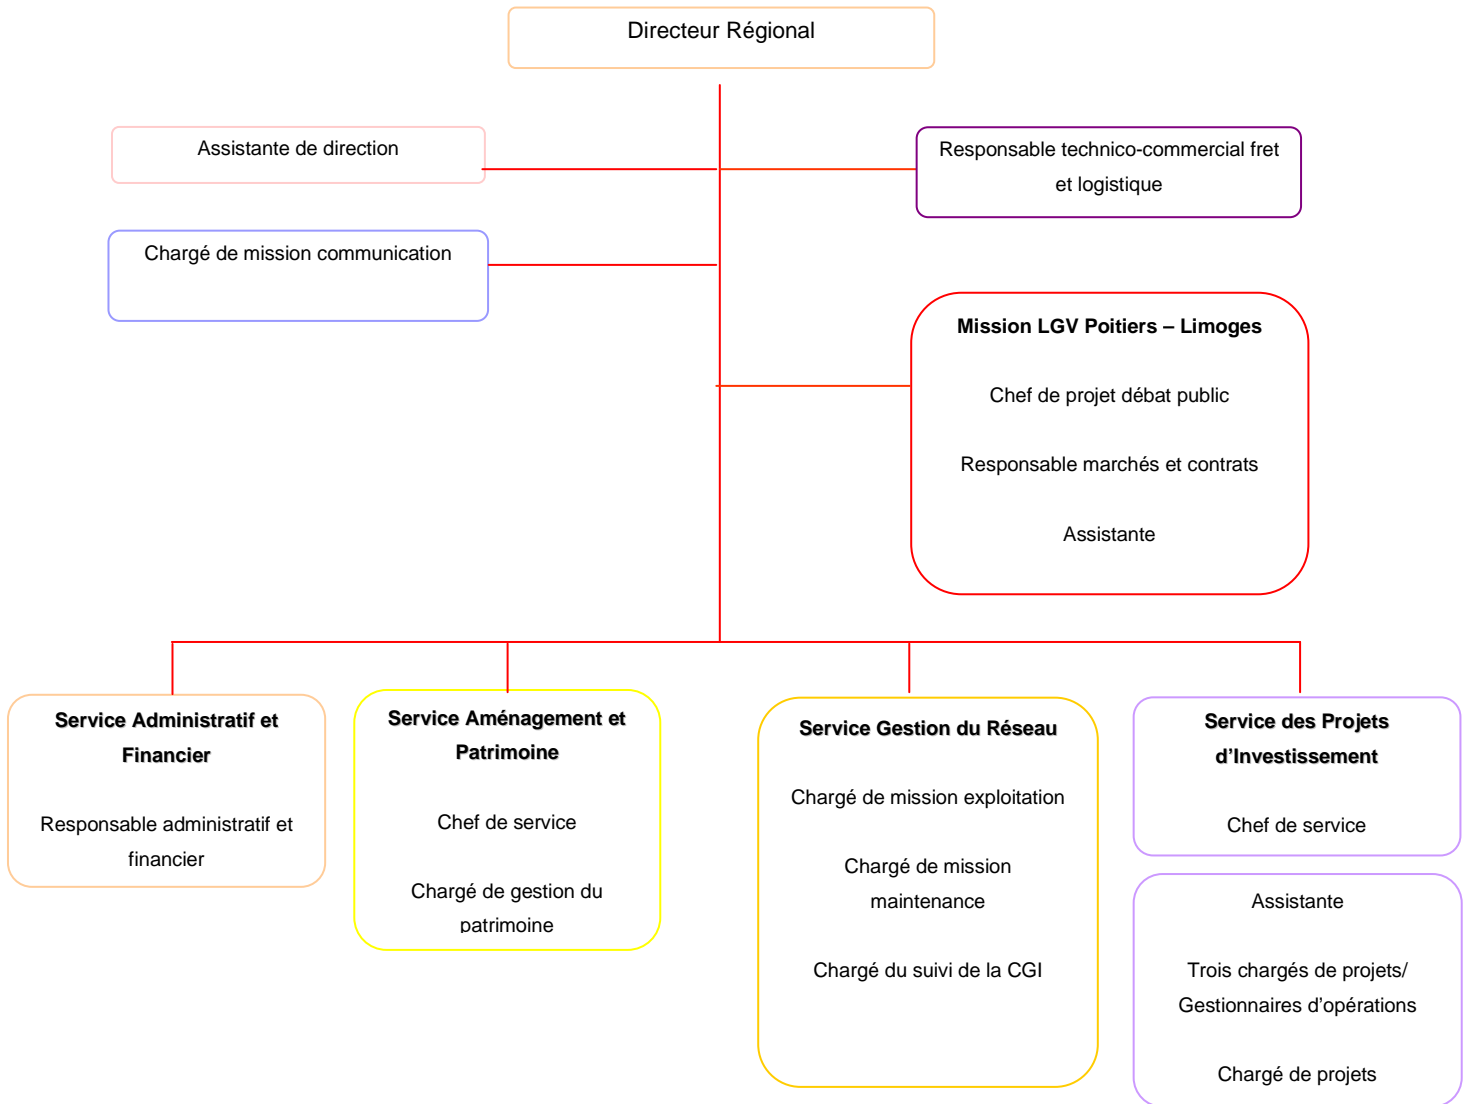 Directeur Régional
Assistante de direction
Responsable technico-commercial fret
et logistique
Chargé de mission communication
Mission LGV Poitiers – Limoges
Chef de projet débat public
Responsable marchés et contrats
Assistante
Service Administratif et
Financier
Responsable administratif et
financier
Service Aménagement et
Patrimoine
Chef de service
Chargé de gestion du
patrimoine
Service Gestion du Réseau
Chargé de mission exploitation
Chargé de mission
maintenance
Chargé du suivi de la CGI
Service des Projets
d’Investissement
Chef de service
Assistante
Trois chargés de projets/
Gestionnaires d’opérations
Chargé de projets